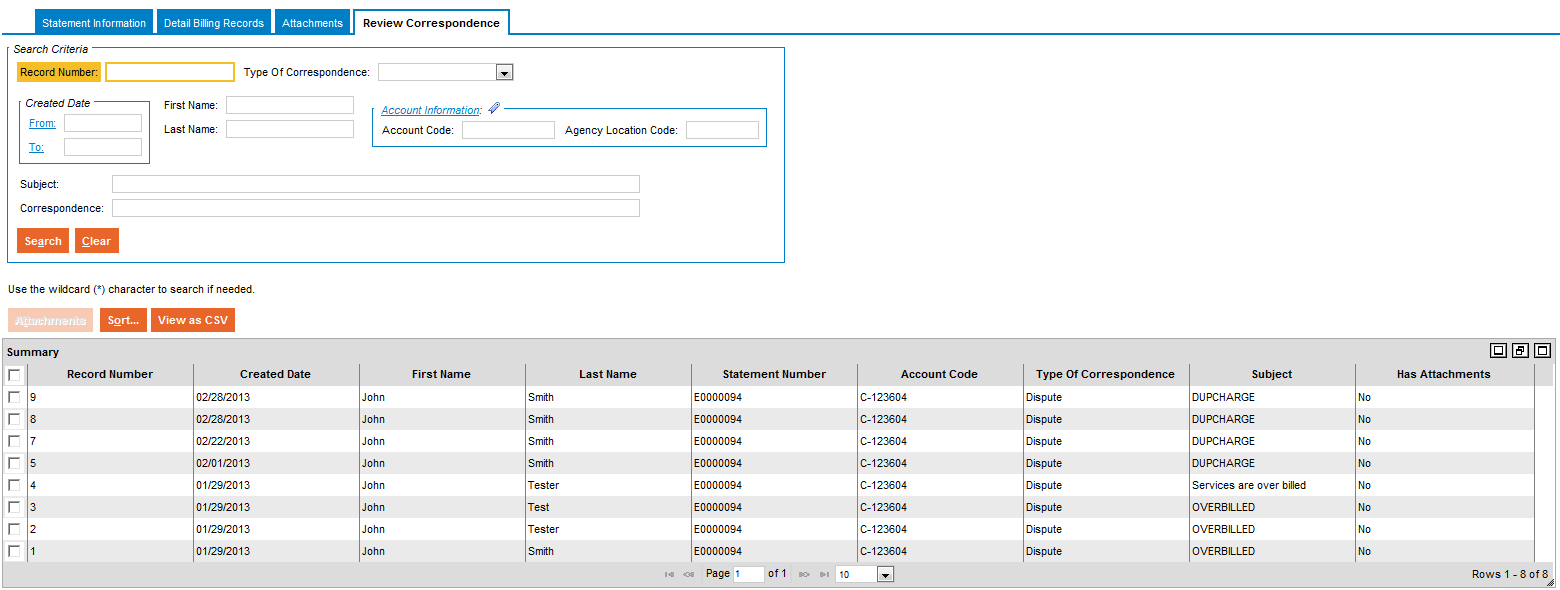 Statement Information Detail Billing Records Attachments Review Correspondence
Search Criteria
Record Number: Type Of Correspondence:
Created Date
From:
To:
First Name:
Last Name:
Account Information:
Account Code: Agency Location Code:
Subject:
Correspondence:
Search Clear
Use the wildcard (*) character to search if needed.
Attachments Sort... View as CSV
Summary
Record Number Created Date First Name Last Name Statement Number Account Code Type Of Correspondence Subject Has Attachments
9 02/28/2013 John Smith E0000094 C-123604 Dispute DUPCHARGE No
8 02/28/2013 John Smith E0000094 C-123604 Dispute DUPCHARGE No
7 02/22/2013 John Smith E0000094 C-123604 Dispute DUPCHARGE No
5 02/01/2013 John Smith E0000094 C-123604 Dispute DUPCHARGE No
4 01/29/2013 John Tester E0000094 C-123604 Dispute Services are over billed No
3 01/29/2013 John Test E0000094 C-123604 Dispute OVERBILLED No
2 01/29/2013 John Tester E0000094 C-123604 Dispute OVERBILLED No
1 01/29/2013 John Smith E0000094 C-123604 Dispute OVERBILLED No
Page 1 of 1 10 Rows 1 - 8 of 8